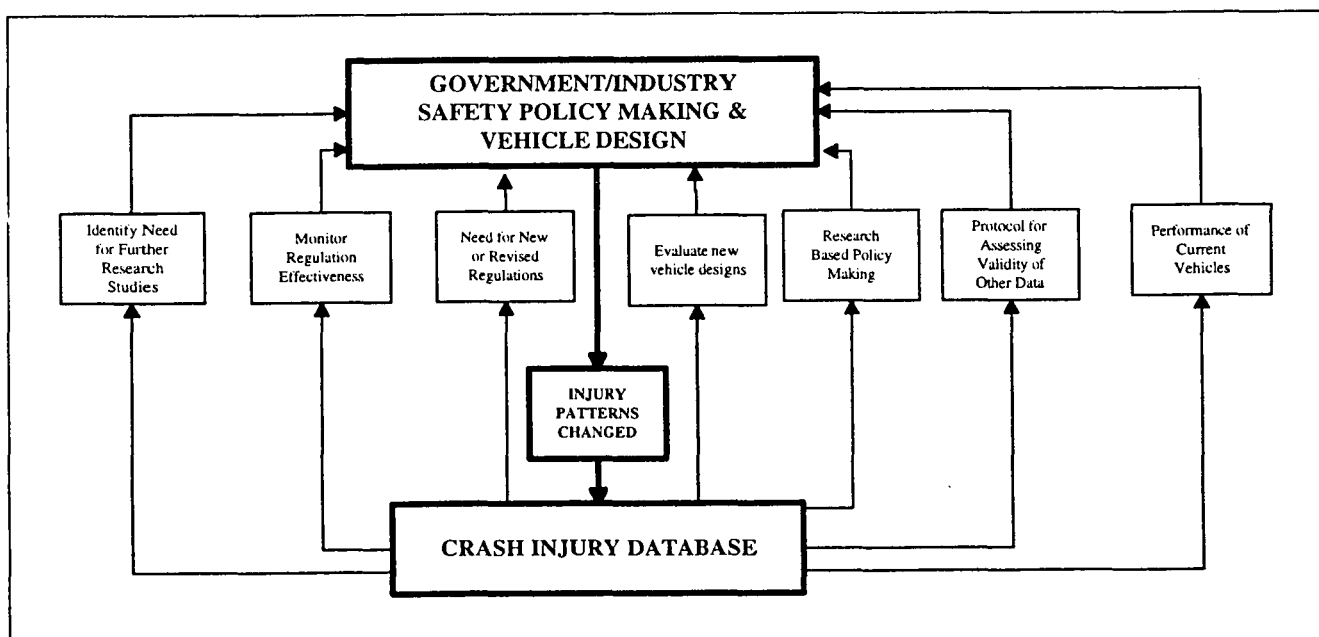 GOVERNMENT/INDUSTRY
SAFETY POLICY MAKING &
VEHICLE DESIGN
Identify Need
for Further
Research
Studies
Monitor
Regulation
Effectiveness
Need for New
or Revised
Regulations
Evaluate new
vehicle designs
Research
Based Policy
Making
Protocol for
Assessing
Validity of
Other Data
Performance of
Current
Vehicles
INJURY
PATTERNS
CHANGED
CRASH INJURY DATABASE